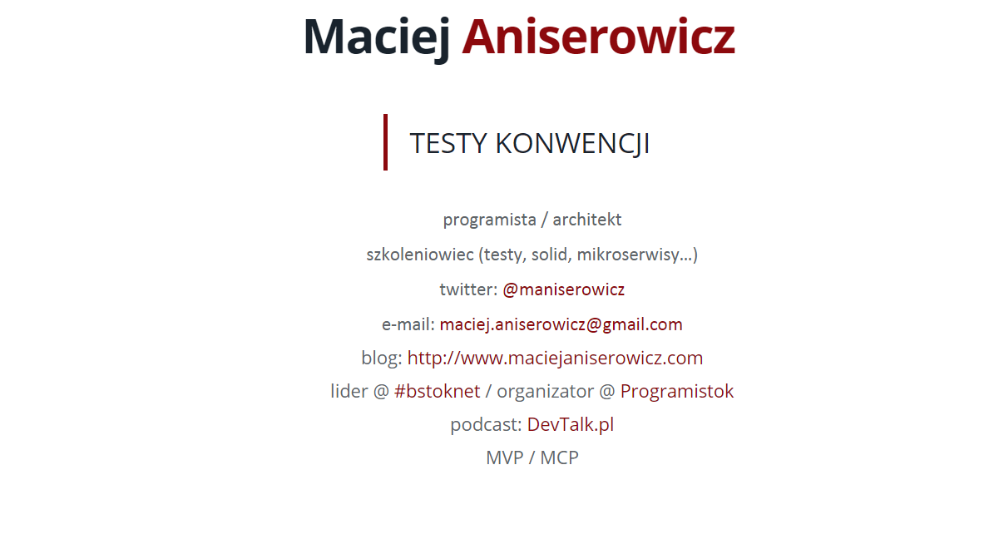 Maciej Aniserowicz
TESTY KONWENCJI
programista / architekt
szkoleniowiec (testy, solid, mikroserwisy...)
twitter: @maniserowicz
e-mail: maciej.aniserowicz@gmail.com
blog: http://www.maciejaniserowicz.com
lider @ #bstoknet / organizator @ Programistok
podcast: DevTalk.pl
MVP / MCP